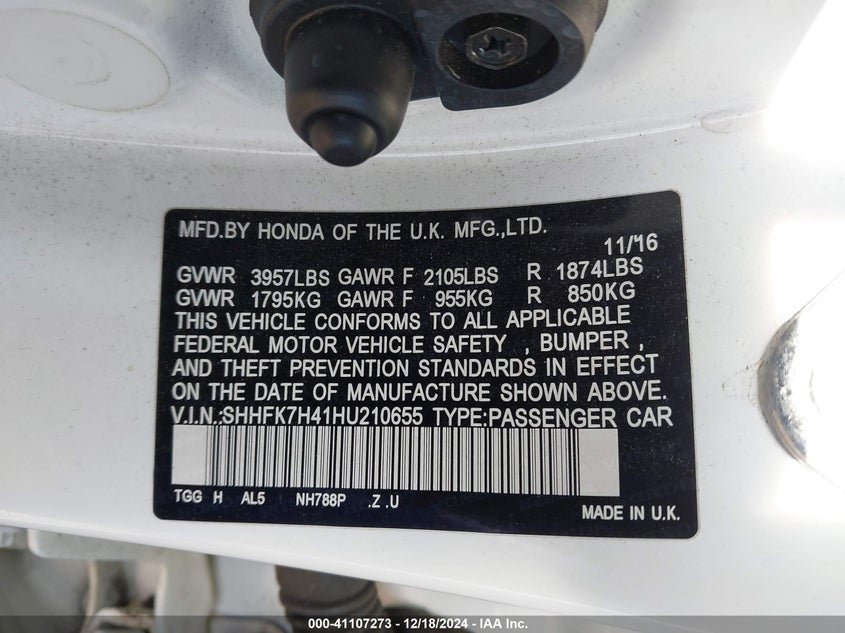 MFD.BY HONDA OF THE U.K. MFG.,LTD.
11/'16
GVWR 3957LBS GAWR F 2105LBS R 1874LBS
GVWR 1795KG GAWR F 955KG R 850KG
THIS VEHICLE CONFORMS TO ALL APPLICABLE
FEDERAL MOTOR VEHICLE SAFETY , BUMPER ,
AND THEFT PREVENTION STANDARDS IN EFFECT
ON THE DATE OF MANUFACTURE SHOWN ABOVE.
V.I.N.:SHHFK7H41HU210655 TYPE:PASSENGER CAR
TGG H AL5 NH788P .Z .U
MADE IN U.K.
000-41107273 - 12/18/2024 - IAA Inc.